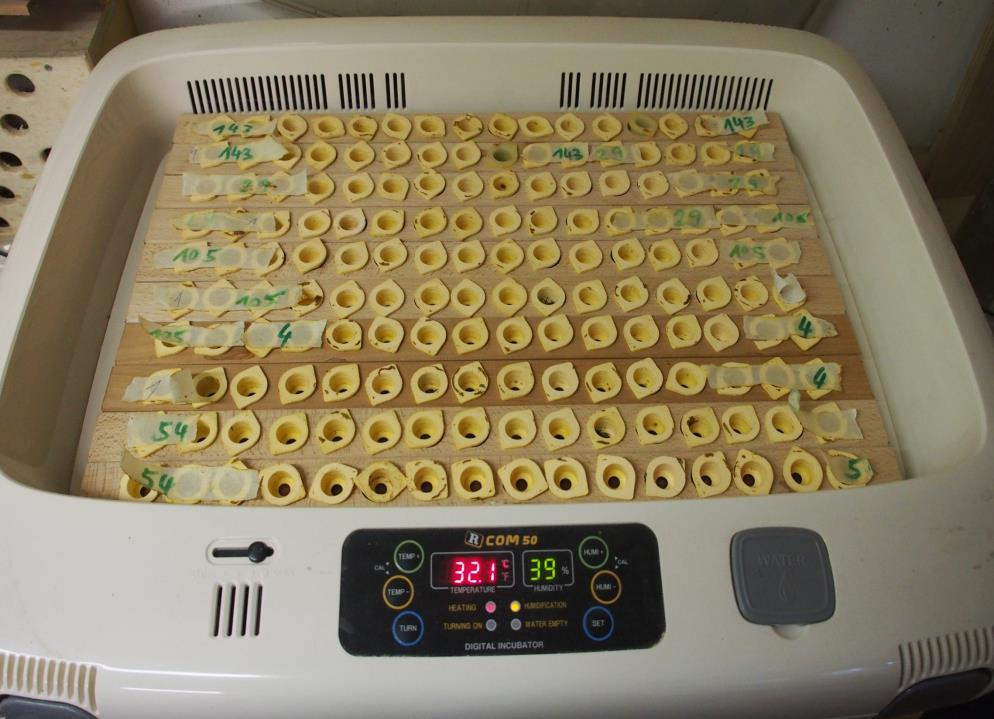 143 143
143 143 29 29
29 29
29 105
105 105
1 105
105 4 4
1 4
54
54 5
R COM 50
TEMP + HUMI +
CAL 32.1 °C °F 39 % CAL
TEMP - TEMPERATURE HUMIDITY HUMI -
HEATING HUMIDIFICATION
TURN TURNING ON WATER EMPTY SET
DIGITAL INCUBATOR
WATER